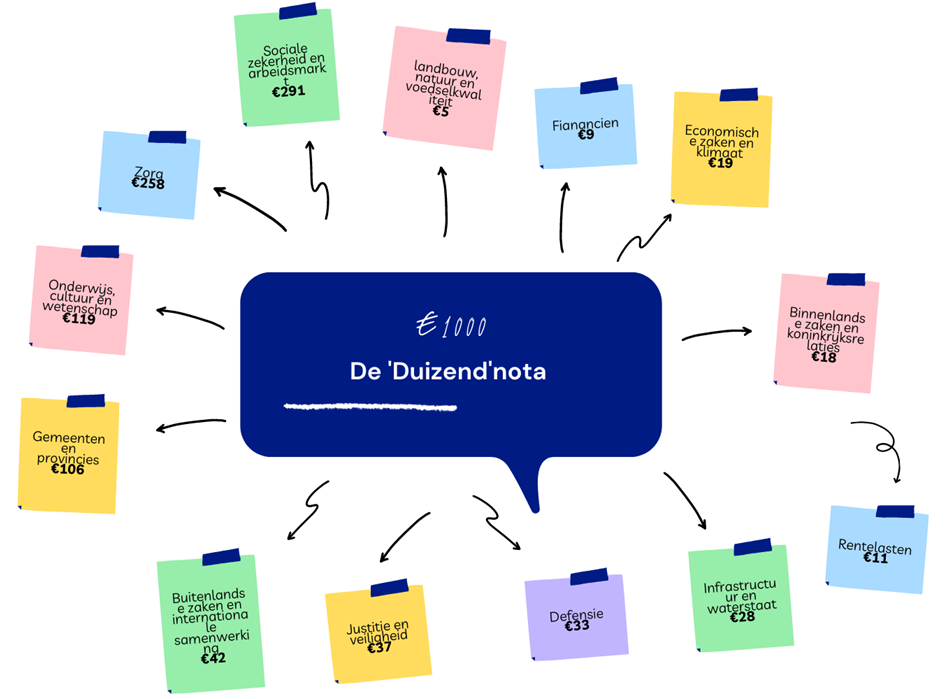 Sociale
zekerheid en
arbeidsmark
t
€291
landbouw,
natuur en
voedselkwal
iteit
€5
Fianancien
€9
Economisch
e zaken en
klimaat
€19
Zorg
€258
Onderwijs,
cultuur en
wetenschap
€119
€1000
De 'Duizend'nota
Binnenlands
e zaken en
koninkrijksre
laties
€18
Gemeenten
en
provincies
€106
Rentelasten
€11
Buitenlands
e zaken en
internationa
le
samenwerki
ng
€42
Justitie en
veiligheid
€37
Defensie
€33
Infrastructu
ur en
waterstaat
€28